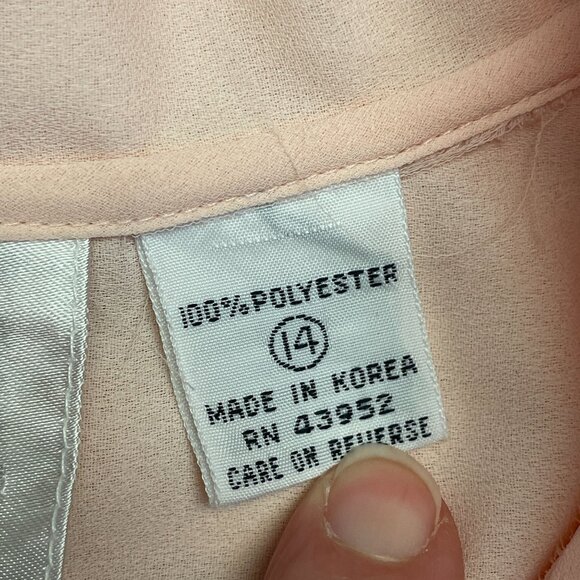 100% POLYESTER
14
MADE IN KOREA
RN 43952
CARE ON REVERSE